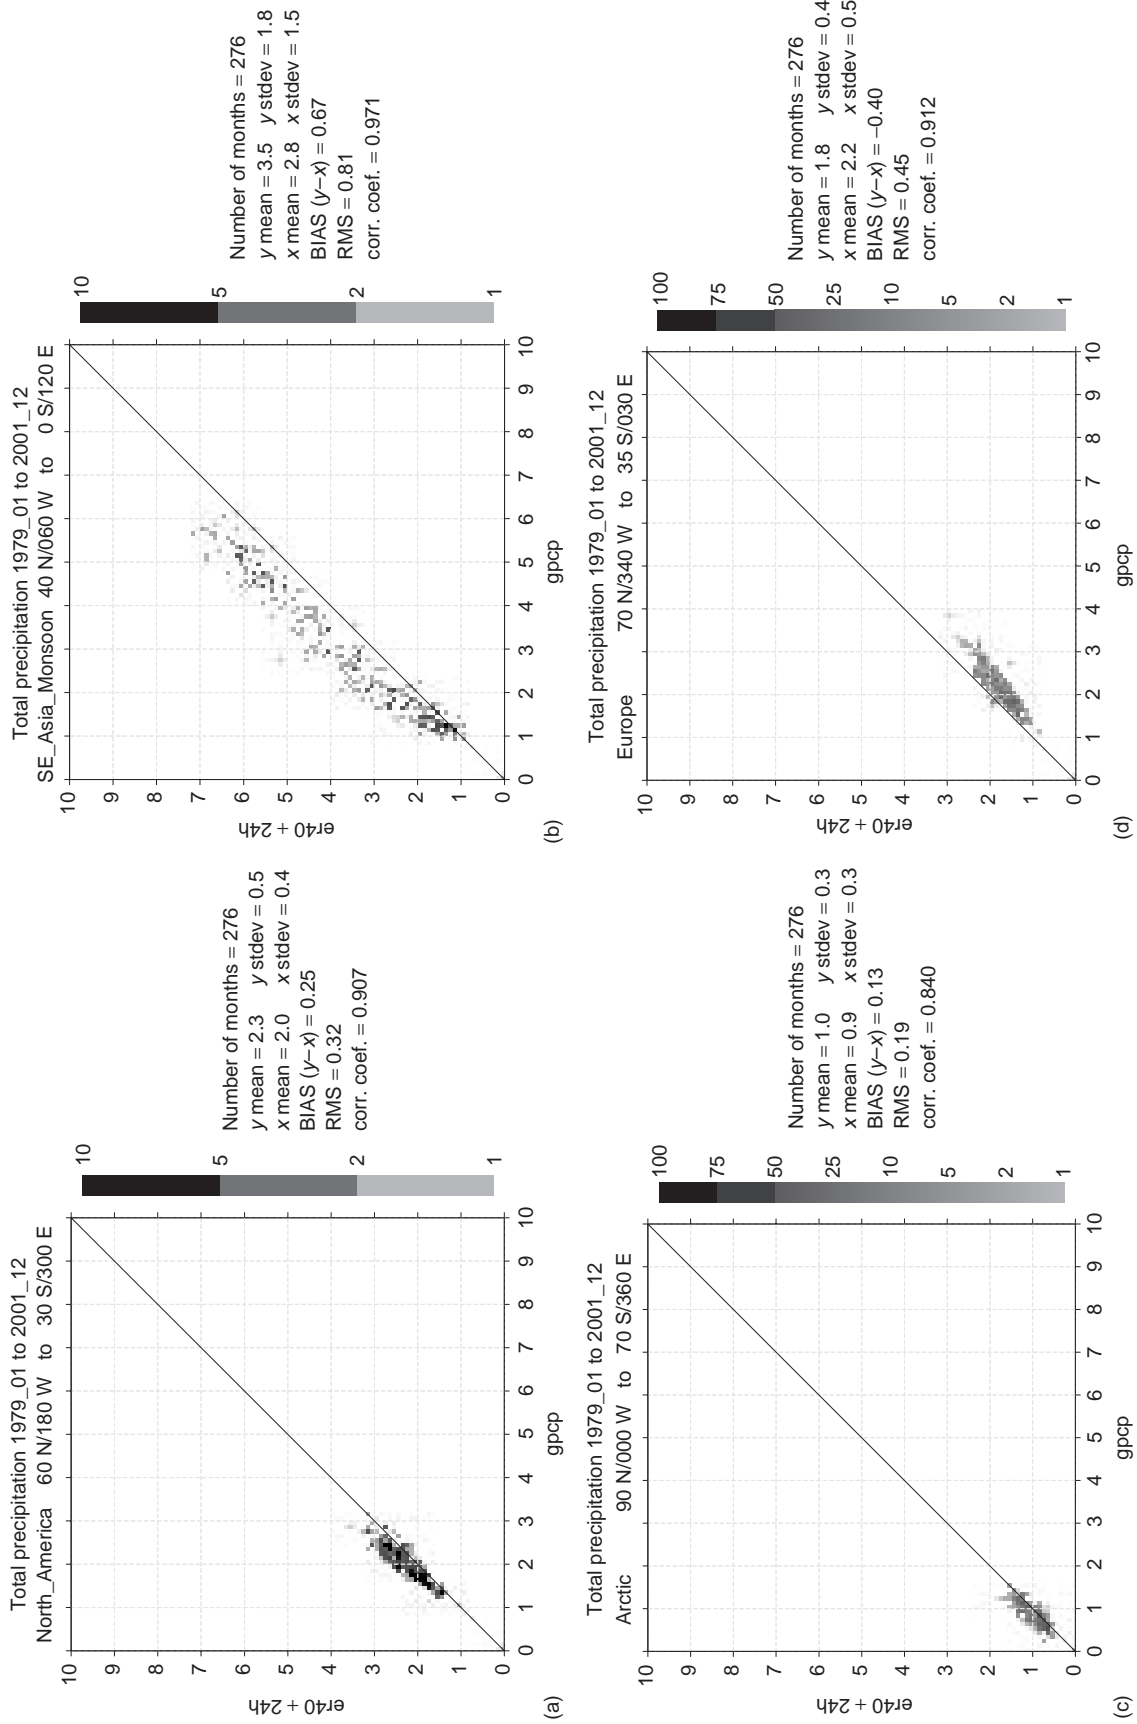 Total precipitation 1979_01 to 2001_12
North_America 60 N/180 W to 30 S/300 E
10
9
8
7
6
5
4
3
2
1
0
er40 + 24h
0 1 2 3 4 5 6 7 8 9 10
gpcp
10
5
2
1
Number of months = 276
y mean = 2.3 y stdev = 0.5
x mean = 2.0 x stdev = 0.4
BIAS (y–x) = 0.25
RMS = 0.32
corr. coef. = 0.907
(a)
Total precipitation 1979_01 to 2001_12
SE_Asia_Monsoon 40 N/060 W to 0 S/120 E
10
9
8
7
6
5
4
3
2
1
0
er40 + 24h
0 1 2 3 4 5 6 7 8 9 10
gpcp
10
5
2
1
Number of months = 276
y mean = 3.5 y stdev = 1.8
x mean = 2.8 x stdev = 1.5
BIAS (y–x) = 0.67
RMS = 0.81
corr. coef. = 0.971
(b)
Total precipitation 1979_01 to 2001_12
Arctic 90 N/000 W to 70 S/360 E
10
9
8
7
6
5
4
3
2
1
0
er40 + 24h
0 1 2 3 4 5 6 7 8 9 10
gpcp
100
75
50
25
10
5
2
1
Number of months = 276
y mean = 1.0 y stdev = 0.3
x mean = 0.9 x stdev = 0.3
BIAS (y–x) = 0.13
RMS = 0.19
corr. coef. = 0.840
(c)
Total precipitation 1979_01 to 2001_12
Europe 70 N/340 W to 35 S/030 E
10
9
8
7
6
5
4
3
2
1
0
er40 + 24h
0 1 2 3 4 5 6 7 8 9 10
gpcp
100
75
50
25
10
5
2
1
Number of months = 276
y mean = 1.8 y stdev = 0.4
x mean = 2.2 x stdev = 0.5
BIAS (y–x) = –0.40
RMS = 0.45
corr. coef. = 0.912
(d)